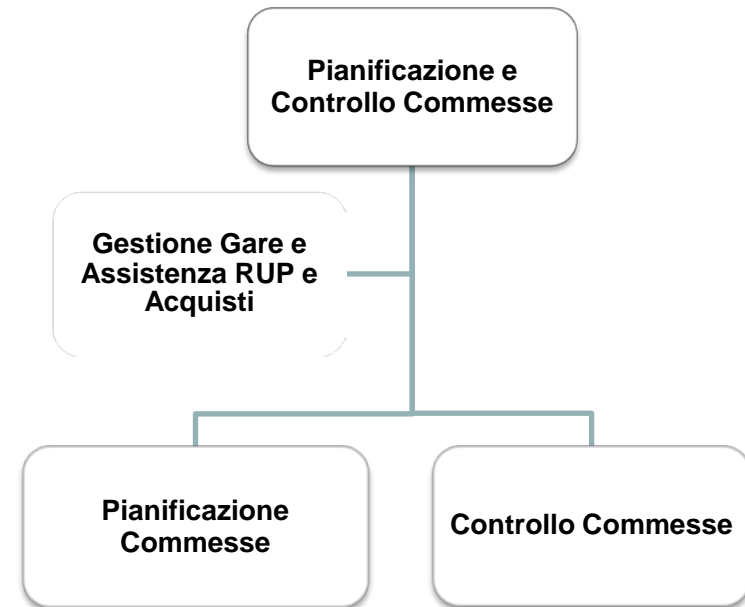 Pianificazione e
Controllo Commesse
Gestione Gare e
Assistenza RUP e
Acquisti
Pianificazione
Commesse
Controllo Commesse